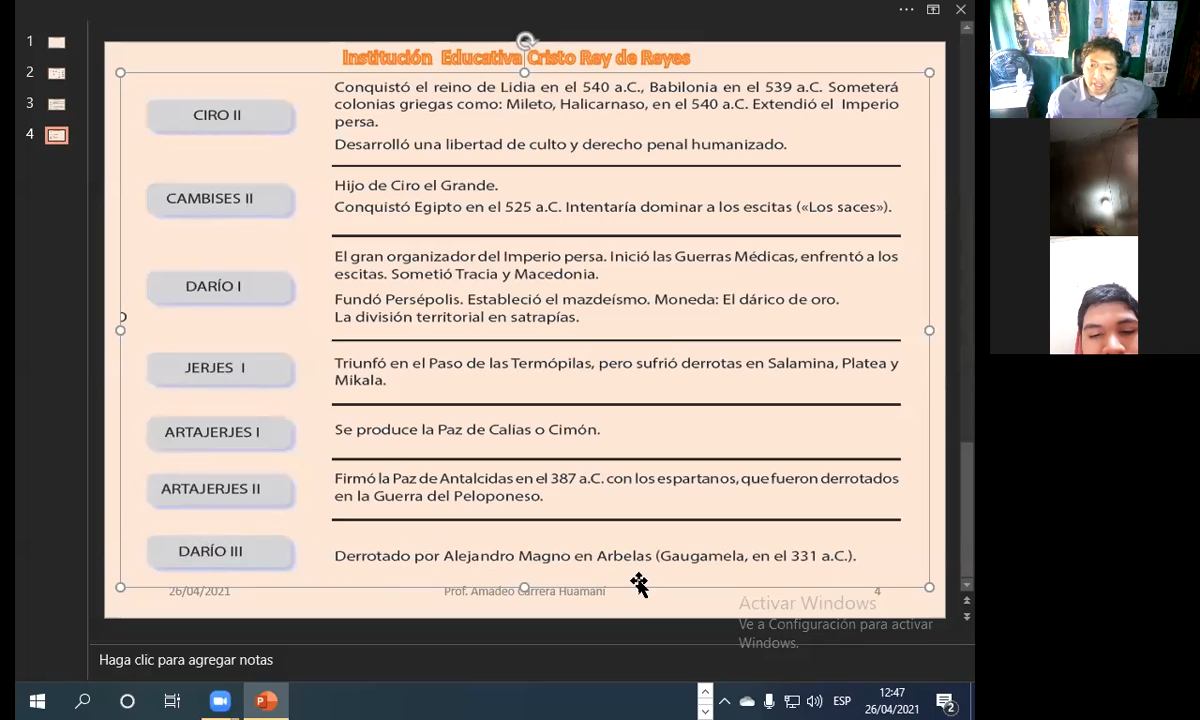 1
2
3
4
Institución Educativa Cristo Rey de Reyes
CIRO II
Conquistó el reino de Lidia en el 540 a.C., Babilonia en el 539 a.C. Someterá
colonias griegas como: Mileto, Halicarnaso, en el 540 a.C. Extendió el Imperio
persa.
Desarrolló una libertad de culto y derecho penal humanizado.
CAMBISES II
Hijo de Ciro el Grande.
Conquistó Egipto en el 525 a.C. Intentaría dominar a los escitas («Los saces»).
DARÍO I
El gran organizador del Imperio persa. Inició las Guerras Médicas, enfrentó a los
escitas. Sometió Tracia y Macedonia.
Fundó Persépolis. Estableció el mazdeísmo. Moneda: El dárico de oro.
La división territorial en satrapías.
JERJES I
Triunfó en el Paso de las Termópilas, pero sufrió derrotas en Salamina, Platea y
Mikala.
ARTAJERJES I
Se produce la Paz de Calias o Cimón.
ARTAJERJES II
Firmó la Paz de Antalcidas en el 387 a.C. con los espartanos, que fueron derrotados
en la Guerra del Peloponeso.
DARÍO III
Derrotado por Alejandro Magno en Arbelas (Gaugamela, en el 331 a.C.).
26/04/2021
Prof. Amadeo Carrera Huamani
4
Activar Windows
Ve a Configuración para activar
Windows.
Haga clic para agregar notas
ESP
12:47
26/04/2021
2